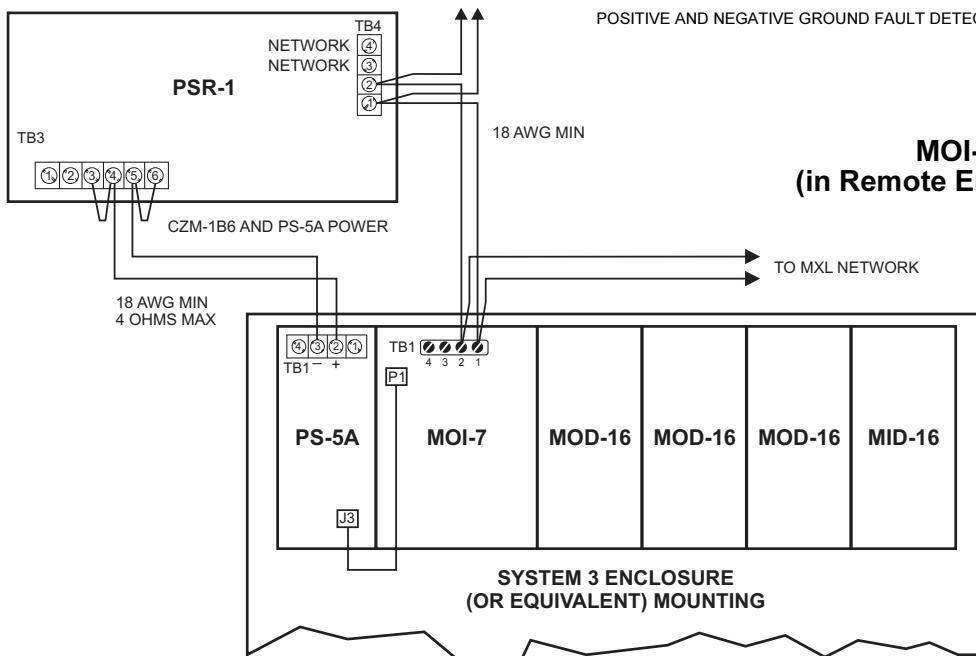 POSITIVE AND NEGATIVE GROUND FAULT
TB4
NETWORK 4
NETWORK 3
2
1
PSR-1
TB3
1 2 3 4 5 6
18 AWG MIN
(in Remote
CZM-1B6 AND PS-5A POWER
TO MXL NETWORK
18 AWG MIN
4 OHMS MAX
4 3 2 1
TB1 – +
TB1
4 3 2 1
P1
PS-5A
MOI-7
MOD-16
MOD-16
MOD-16
MID-16
J3
SYSTEM 3 ENCLOSURE
(OR EQUIVALENT) MOUNTING